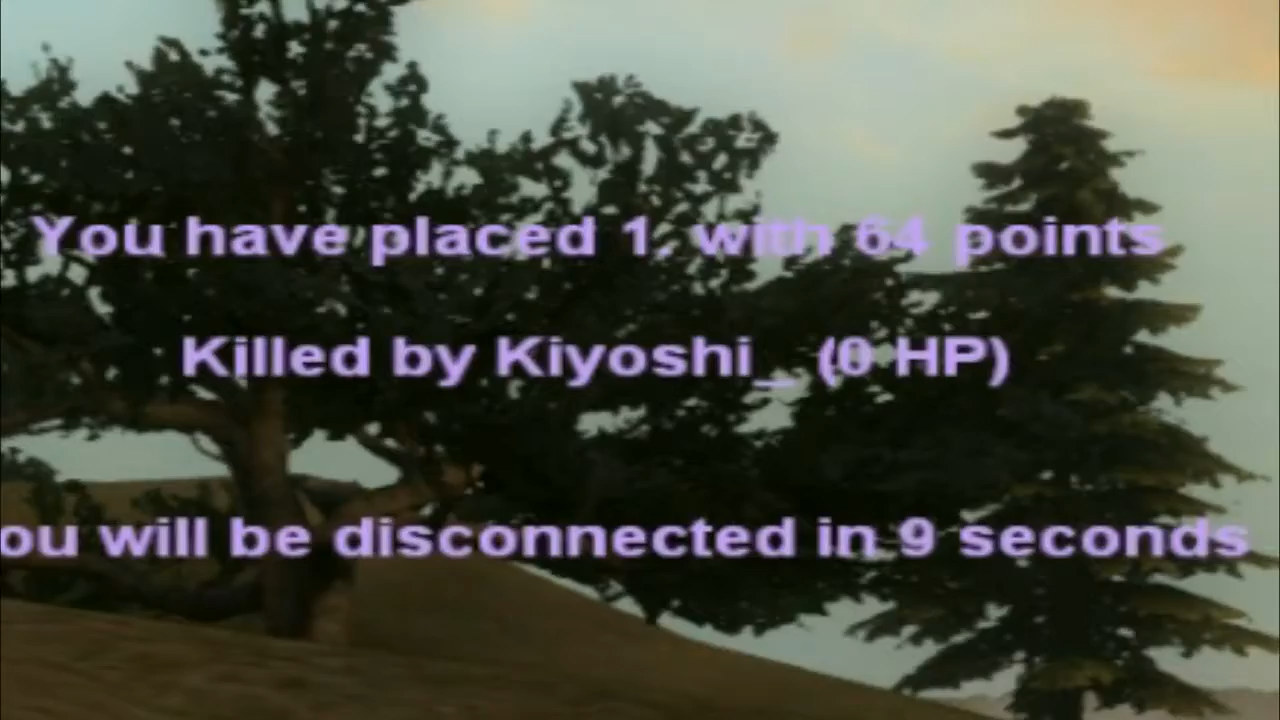 You have placed 1, with 64 points
Killed by Kiyoshi_ (0 HP)
ou will be disconnected in 9 seconds